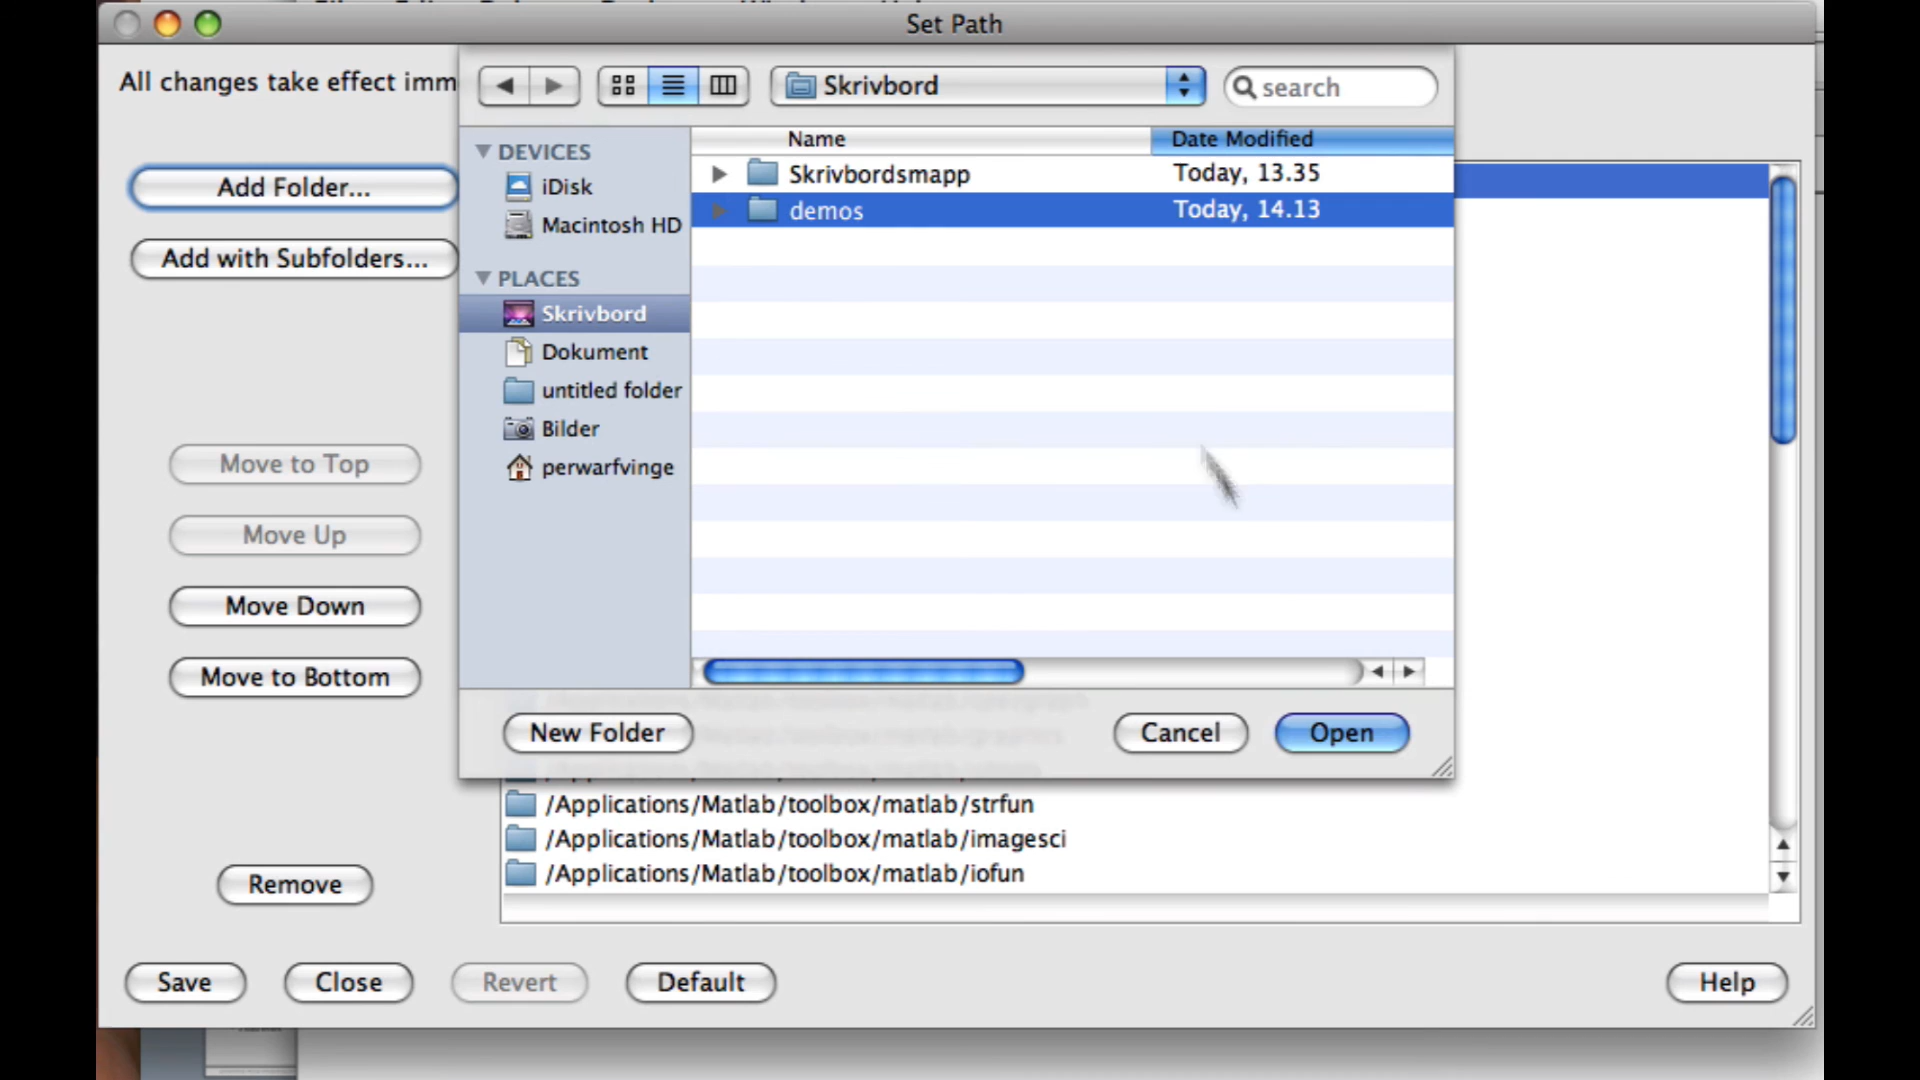 Set Path
All changes take effect imm
Skrivbord
search
Name
Date Modified
DEVICES
iDisk
Macintosh HD
PLACES
Skrivbord
Dokument
untitled folder
Bilder
perwarfvinge
Skrivbordsmapp
Today, 13.35
demos
Today, 14.13
Add Folder...
Add with Subfolders...
Move to Top
Move Up
Move Down
Move to Bottom
New Folder
Cancel
Open
/Applications/Matlab/toolbox/matlab/strfun
/Applications/Matlab/toolbox/matlab/imagesci
/Applications/Matlab/toolbox/matlab/iofun
Remove
Save
Close
Revert
Default
Help